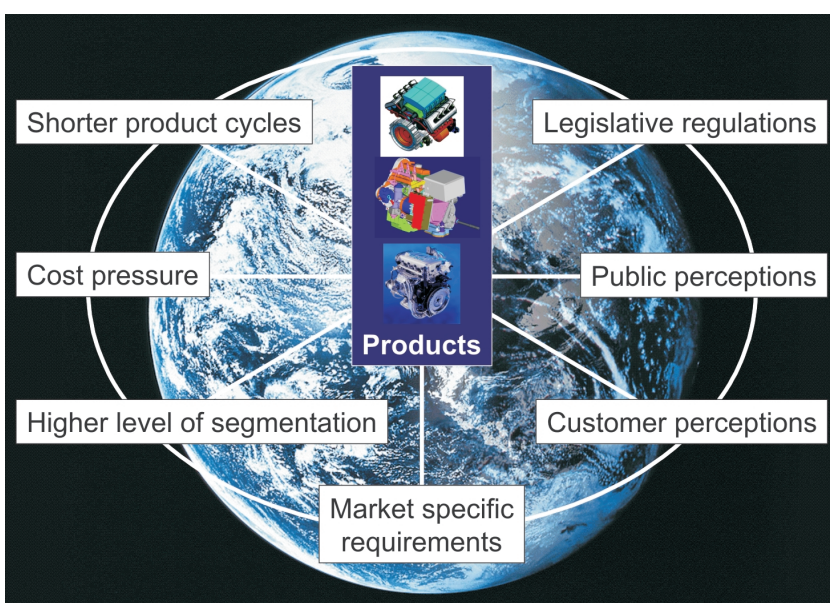 Shorter product cycles
Legislative regulations
Cost pressure
Public perceptions
Products
Higher level of segmentation
Customer perceptions
Market specific
requirements